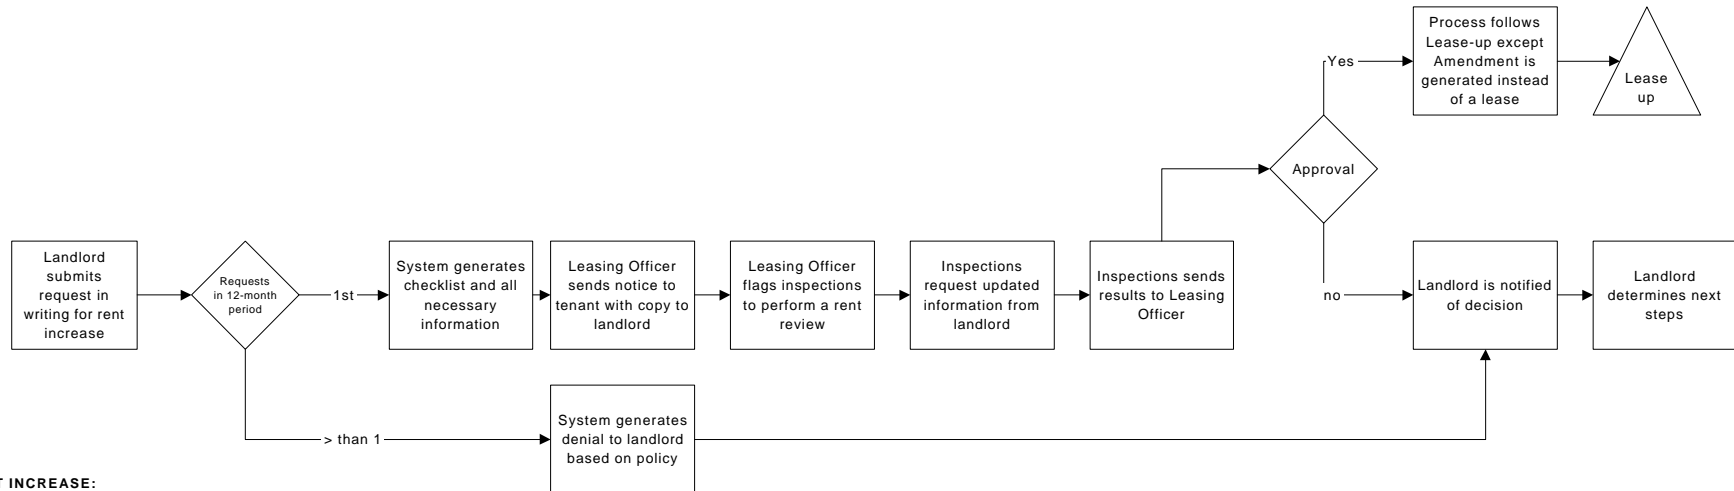 Process follows
Lease-up except
Amendment is
generated instead
of a lease
Lease
up
Yes
Approval
no
Landlord
submits
request in
writing for rent
increase
Requests
in 12-month
period
1st
System generates
checklist and all
necessary
information
Leasing Officer
sends notice to
tenant with copy to
landlord
Leasing Officer
flags inspections
to perform a rent
review
Inspections
request updated
information from
landlord
Inspections sends
results to Leasing
Officer
Landlord is notified
of decision
Landlord
determines next
steps
> than 1
System generates
denial to landlord
based on policy
T INCREASE: